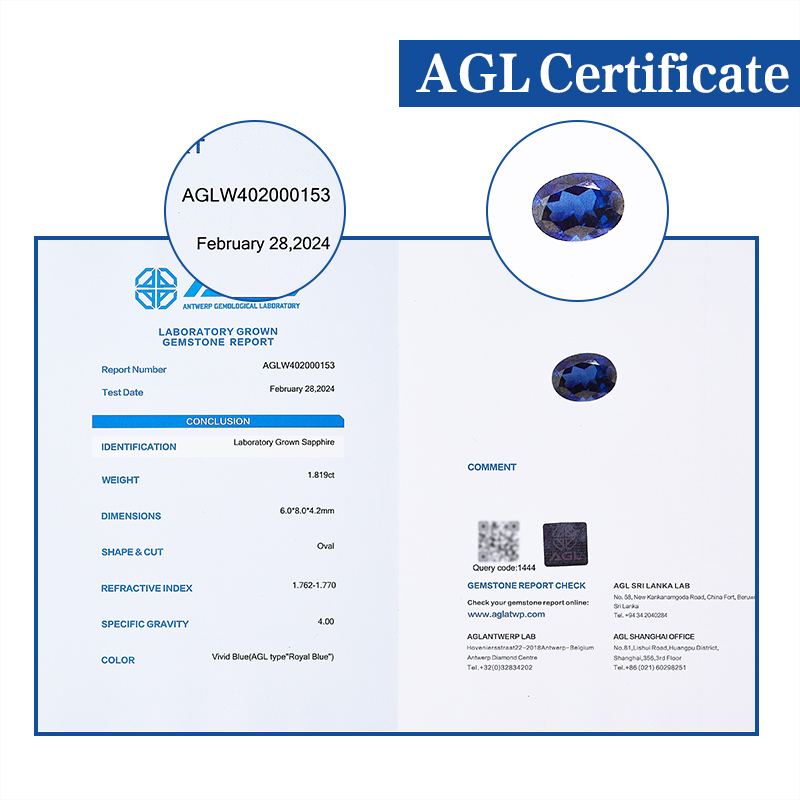 AGL Certificate
AGLW402000153
February 28,2024
ANTWERP GEMOLOGICAL LABORATORY
LABORATORY GROWN
GEMSTONE REPORT
Report Number AGLW402000153
Test Date February 28,2024
CONCLUSION
IDENTIFICATION Laboratory Grown Sapphire
WEIGHT 1.819ct
DIMENSIONS 6.0*8.0*4.2mm
SHAPE & CUT Oval
REFRACTIVE INDEX 1.762-1.770
SPECIFIC GRAVITY 4.00
COLOR Vivid Blue(AGL type"Royal Blue")
COMMENT
AGL
Query code:1444
GEMSTONE REPORT CHECK
Check your gemstone report online:
www.aglatwp.com
AGLANTWERP LAB
Hoveniersstraat22-2018Antwerp-Belgium
Antwerp Diamond Centre
Tel.+32(0)32834202
AGL SRI LANKA LAB
No. 58, New Kankanamgoda Road, China Fort, Beruw
Sri Lanka
Tel. +94 34 2040284
AGL SHANGHAI OFFICE
No.81,Lishui Road,Huangpu District,
Shanghai,356,3rd Floor
Tel.+86 (021) 60298251